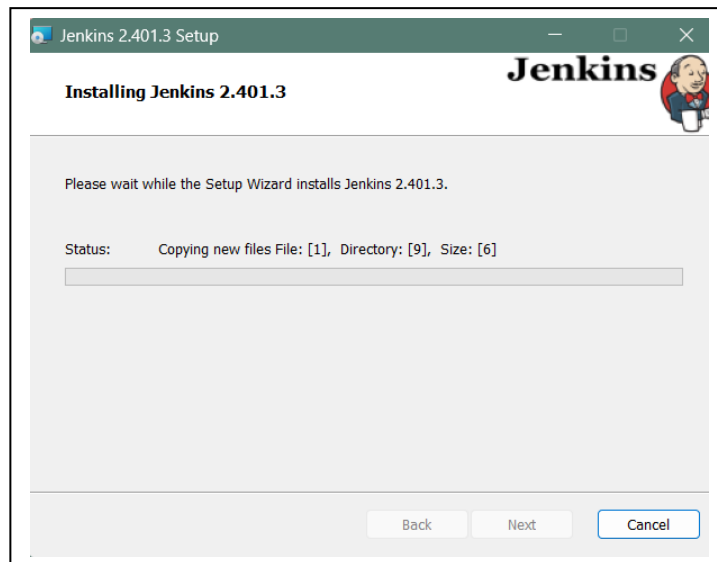 Jenkins 2.401.3 Setup
Jenkins
Installing Jenkins 2.401.3
Please wait while the Setup Wizard installs Jenkins 2.401.3.
Status: Copying new files File: [1], Directory: [9], Size: [6]
Back Next Cancel